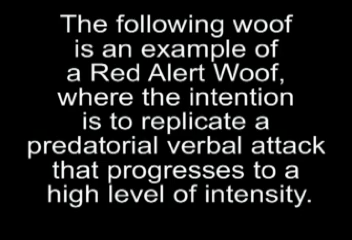 The following woof
is an example of
a Red Alert Woof,
where the intention
is to replicate a
predatorial verbal attack
that progresses to a
high level of intensity.